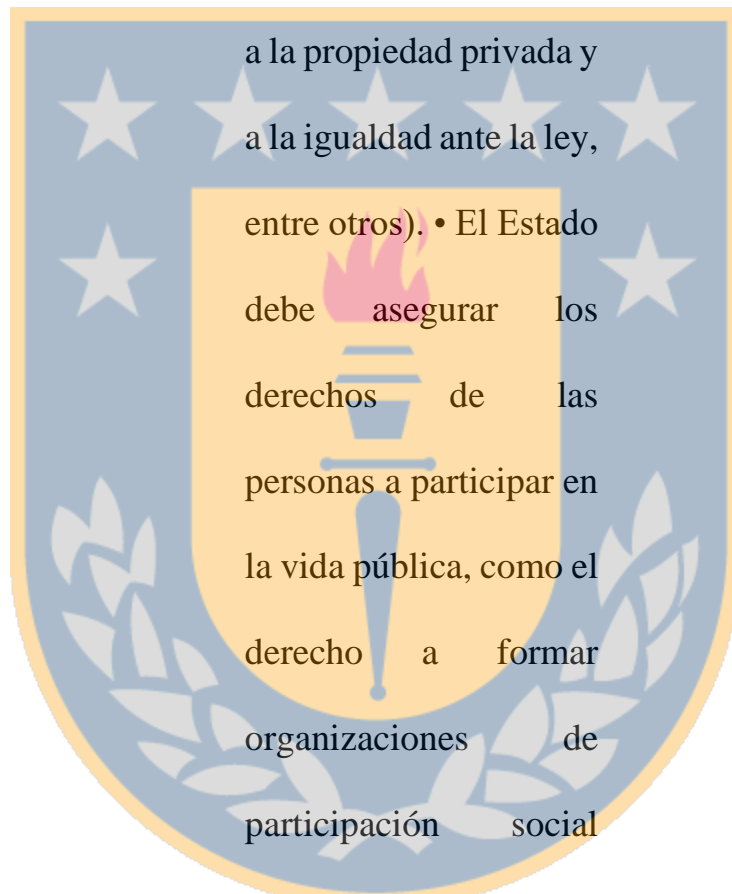 a la propiedad privada y
a la igualdad ante la ley,
entre otros). • El Estado
debe asegurar los
derechos de las
personas a participar en
la vida pública, como el
derecho a formar
organizaciones de
participación social